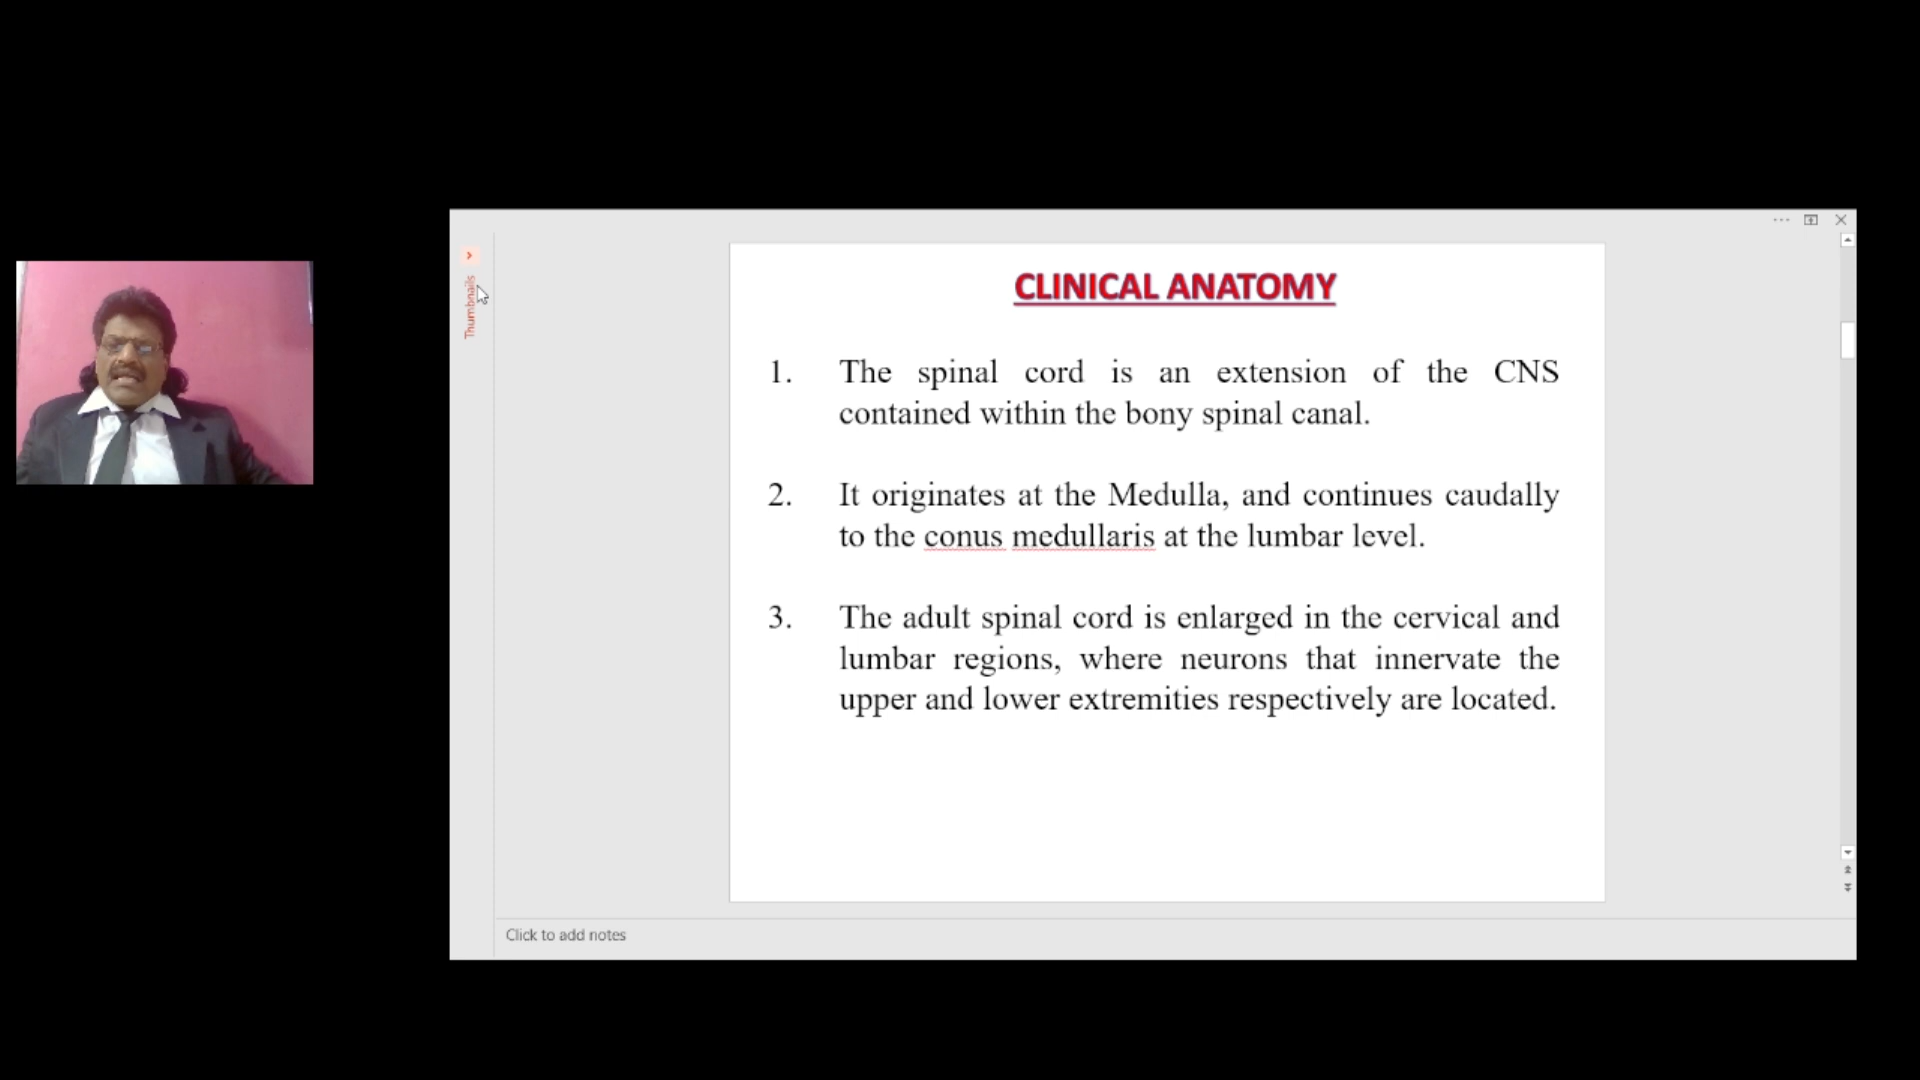 Thumbnails
CLINICAL ANATOMY
1. The spinal cord is an extension of the CNS
contained within the bony spinal canal.
2. It originates at the Medulla, and continues caudally
to the conus medullaris at the lumbar level.
3. The adult spinal cord is enlarged in the cervical and
lumbar regions, where neurons that innervate the
upper and lower extremities respectively are located.
Click to add notes